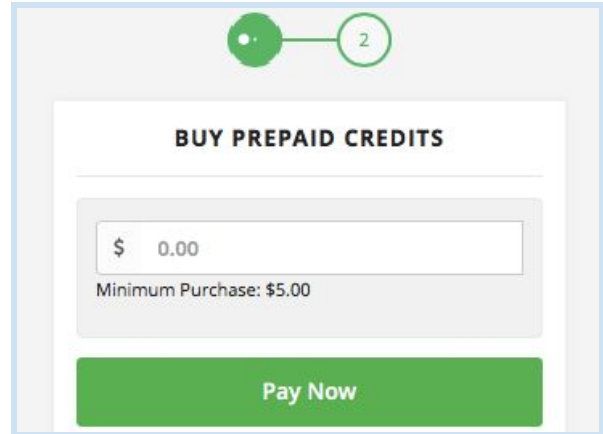 2
BUY PREPAID CREDITS
$ 0.00
Minimum Purchase: $5.00
Pay Now